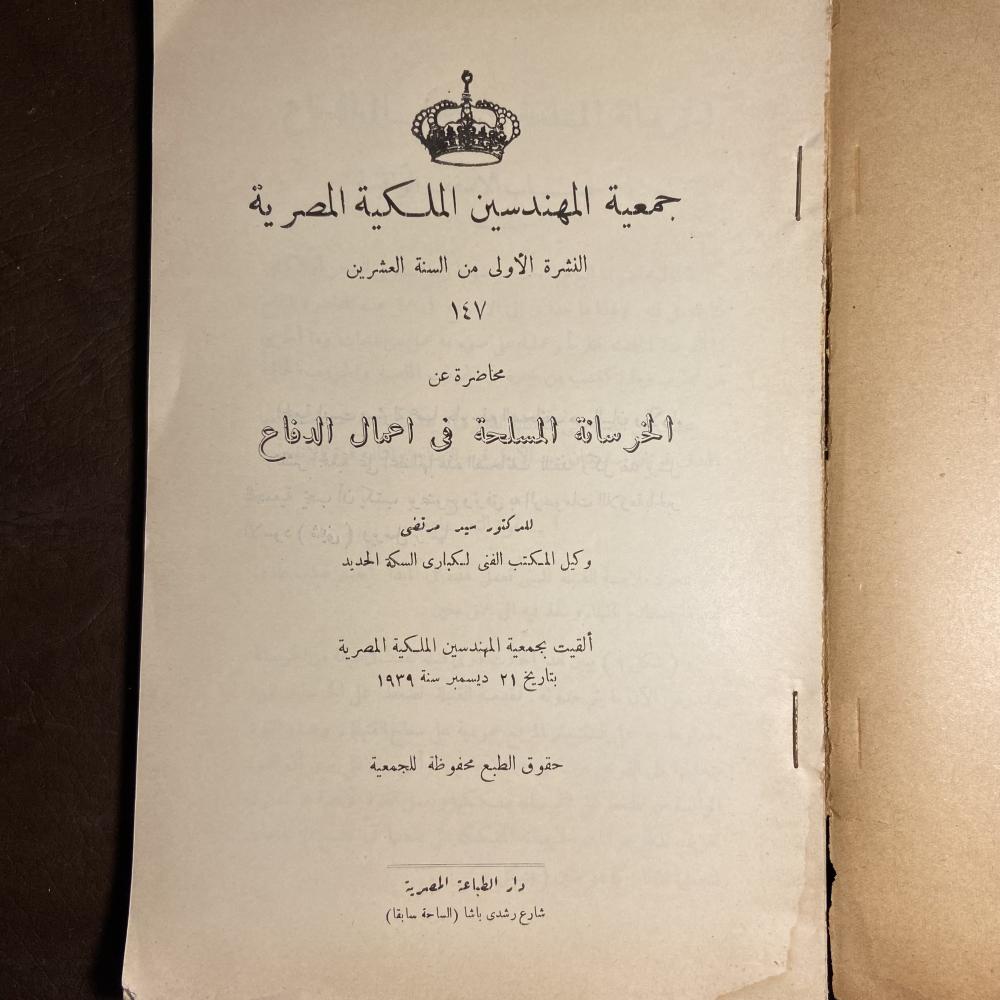 جمعية المهندسين الملكية المصرية
النشرة الأولى من السنة العشرين
١٤٧
محاضرة عن
الخرسانة المسلحة فى اعمال الدفاع
للدكتور سيد مرتضى
وكيل المكتب الفنى لكبارى السكة الحديد
ألقيت بجمعية المهندسين الملكية المصرية
بتاريخ ٢١ ديسمبر سنة ١٩٣٩
حقوق الطبع محفوظة للجمعية
دار الطباعة المصرية
شارع رشدى باشا (الساحة سابقا)